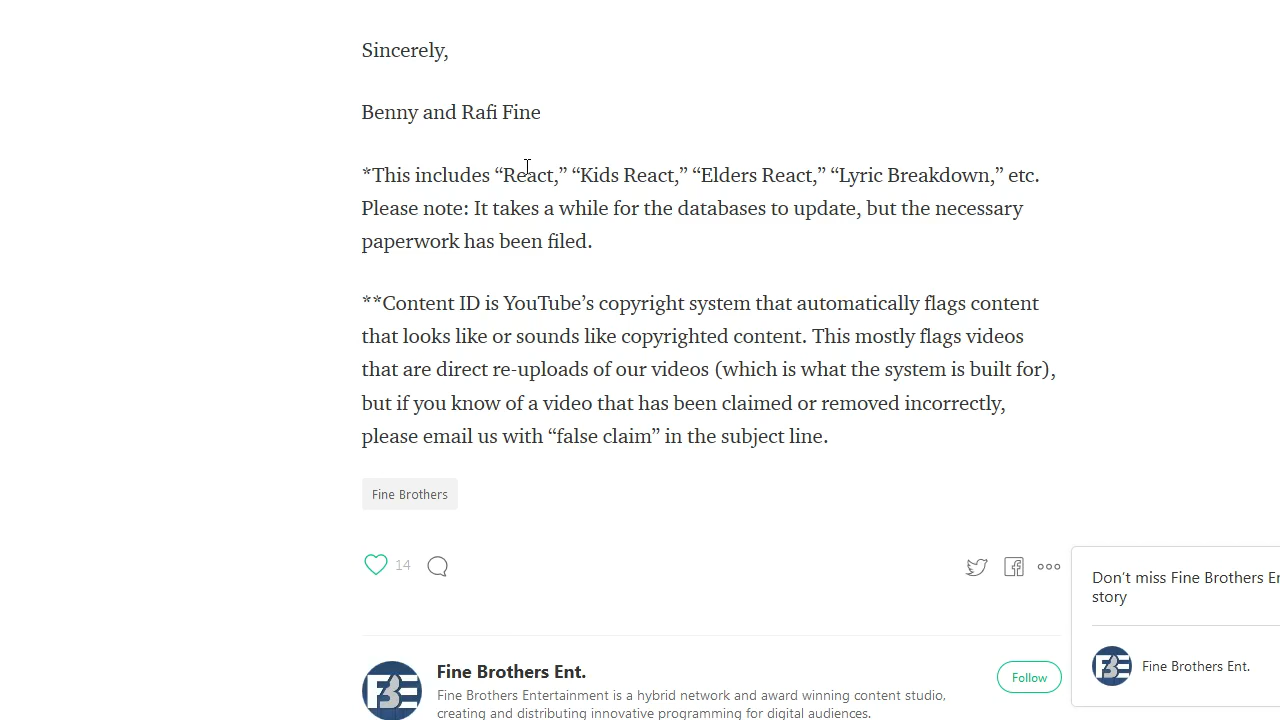 Sincerely,
Benny and Rafi Fine
*This includes “React,” “Kids React,” “Elders React,” “Lyric Breakdown,” etc.
Please note: It takes a while for the databases to update, but the necessary
paperwork has been filed.
**Content ID is YouTube’s copyright system that automatically flags content
that looks like or sounds like copyrighted content. This mostly flags videos
that are direct re-uploads of our videos (which is what the system is built for),
but if you know of a video that has been claimed or removed incorrectly,
please email us with “false claim” in the subject line.
Fine Brothers
14
Don’t miss Fine Brothers En
story
FBE
Fine Brothers Ent.
Follow
Fine Brothers Entertainment is a hybrid network and award winning content studio,
creating and distributing innovative programming for digital audiences.
FBE
Fine Brothers Ent.